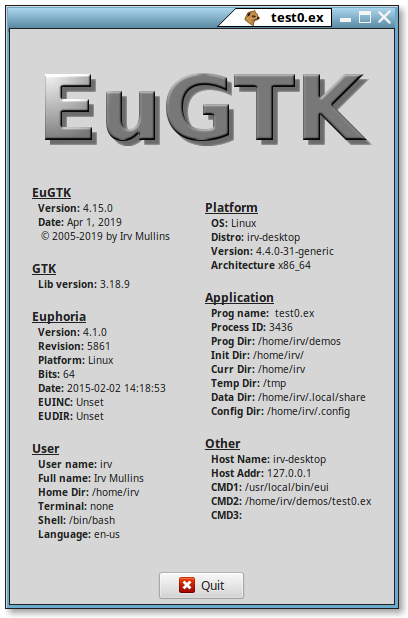 test0.ex
EuGTK
EuGTK
Version: 4.15.0
Date: Apr 1, 2019
© 2005-2019 by Irv Mullins
GTK
Lib version: 3.18.9
Euphoria
Version: 4.1.0
Revision: 5861
Platform: Linux
Bits: 64
Date: 2015-02-02 14:18:53
EUINC: Unset
EUDIR: Unset
User
User name: irv
Full name: Irv Mullins
Home Dir: /home/irv
Terminal: none
Shell: /bin/bash
Language: en-us
Platform
OS: Linux
Distro: irv-desktop
Version: 4.4.0-31-generic
Architecture x86_64
Application
Prog name: test0.ex
Process ID: 3436
Prog Dir: /home/irv/demos
Init Dir: /home/irv/
Curr Dir: /home/irv
Temp Dir: /tmp
Data Dir: /home/irv/.local/share
Config Dir: /home/irv/.config
Other
Host Name: irv-desktop
Host Addr: 127.0.0.1
CMD1: /usr/local/bin/eui
CMD2: /home/irv/demos/test0.ex
CMD3:
Quit